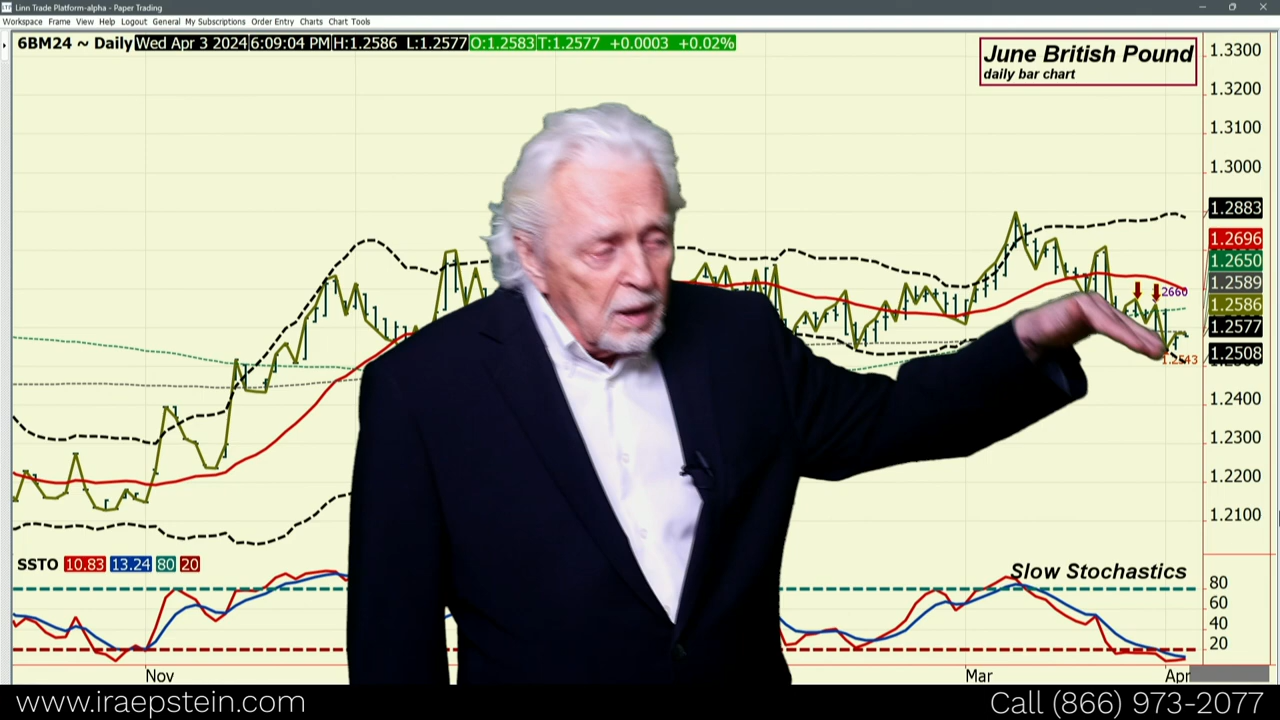 Linn Trade Platform-alpha - Paper Trading
Workspace Frame View Help Logout General My Subscriptions Order Entry Charts Chart Tools
6BM24 ~ Daily Wed Apr 3 2024 6:09:04 PM H:1.2586 L:1.2577 O:1.2583 T:1.2577 +0.0003 +0.02%
June British Pound
daily bar chart
1.3300
1.3200
1.3100
1.3000
1.2883
1.2696
1.2650
1.2589
2660
1.2586
1.2577
1.2508
1.2543
1.2400
1.2300
1.2200
1.2100
SSTO 10.83 13.24 80 20
Slow Stochastics
80
60
40
20
Nov Mar Apr
www.iraepstein.com Call (866) 973-2077